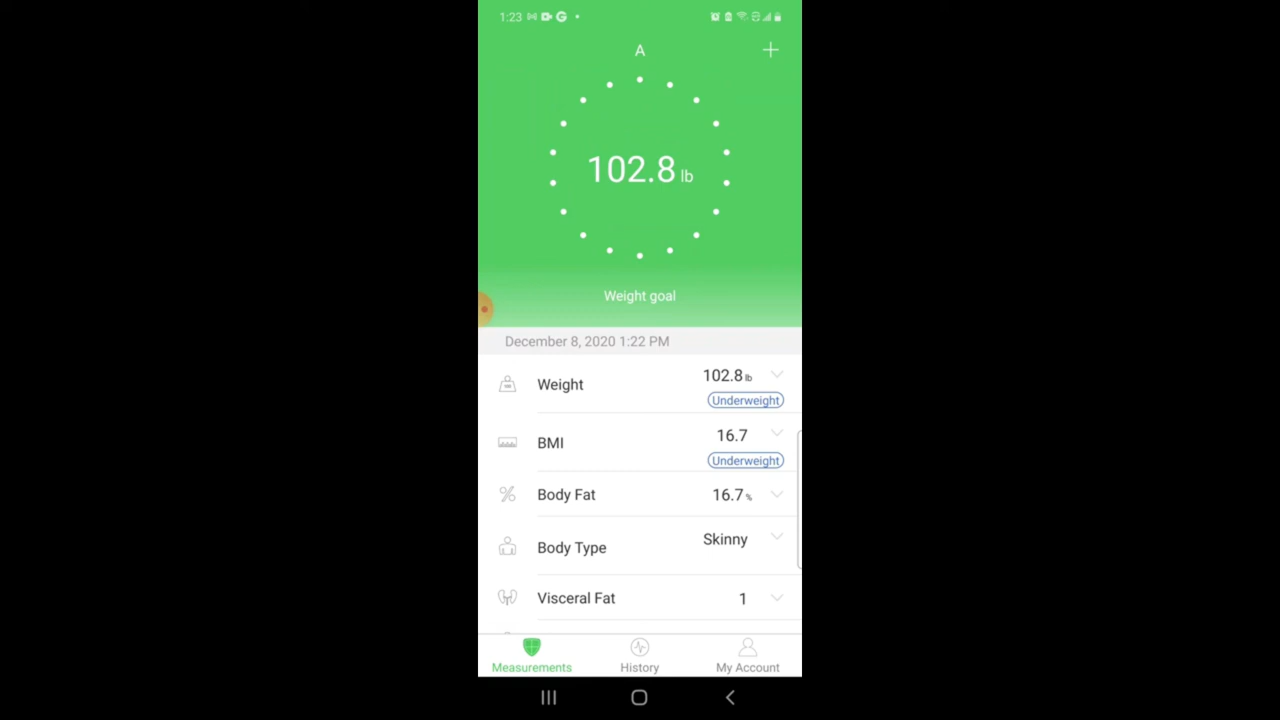 1:23
A
+
102.8 lb
Weight goal
December 8, 2020 1:22 PM
Weight 102.8 lb
Underweight
BMI 16.7
Underweight
Body Fat 16.7 %
Body Type Skinny
Visceral Fat 1
Measurements History My Account